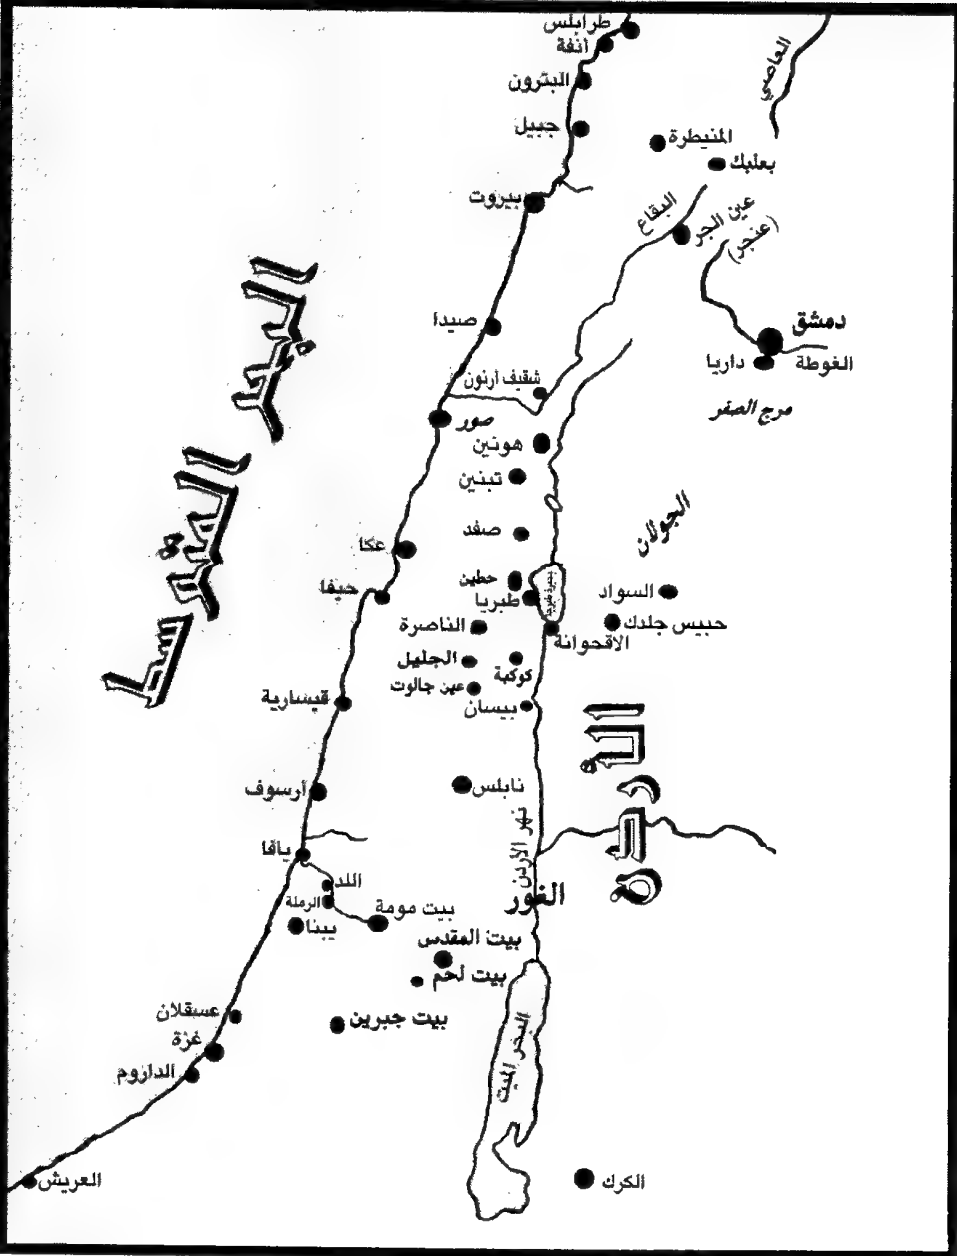 طرابلس
أنفة
البترون
جبيل
العاصي
المنيطرة
بعلبك
بيروت
البقاع
عين الجر
(عنجر)
صيدا
دمشق
الغوطة
داريا
مرج الصفر
شقيف أرنون
صور
هونين
تبنين
البحر المتوسط
الجولان
صفد
عكا
حطين
بحيرة طبرية
حيفا
طبريا
السواد
حبيس جلدك
الناصرة
الاقحوانة
الجليل
كوكبة
عين جالوت
بيسان
قيسارية
الأردن
أرسوف
نابلس
نهر الأردن
يافا
اللد
الرملة
الغور
بيت مومة
يبنا
بيت المقدس
بيت لحم
عسقلان
بيت جبرين
غزة
البحر الميت
الداروم
العريش
الكرك